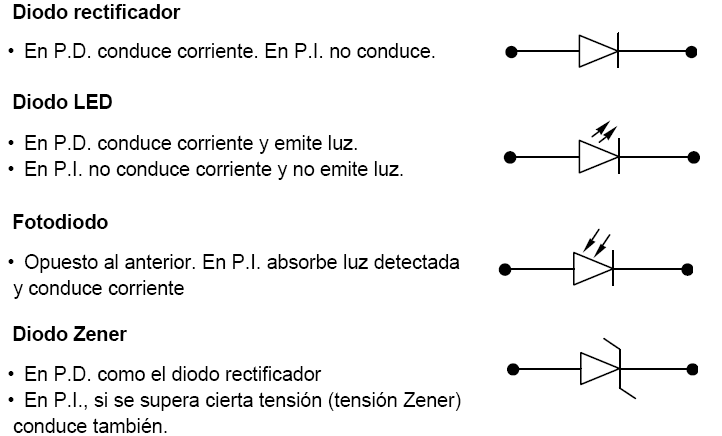 Diodo rectificador
• En P.D. conduce corriente. En P.I. no conduce.
Diodo LED
• En P.D. conduce corriente y emite luz.
• En P.I. no conduce corriente y no emite luz.
Fotodiodo
• Opuesto al anterior. En P.I. absorbe luz detectada
y conduce corriente
Diodo Zener
• En P.D. como el diodo rectificador
• En P.I., si se supera cierta tensión (tensión Zener)
conduce también.